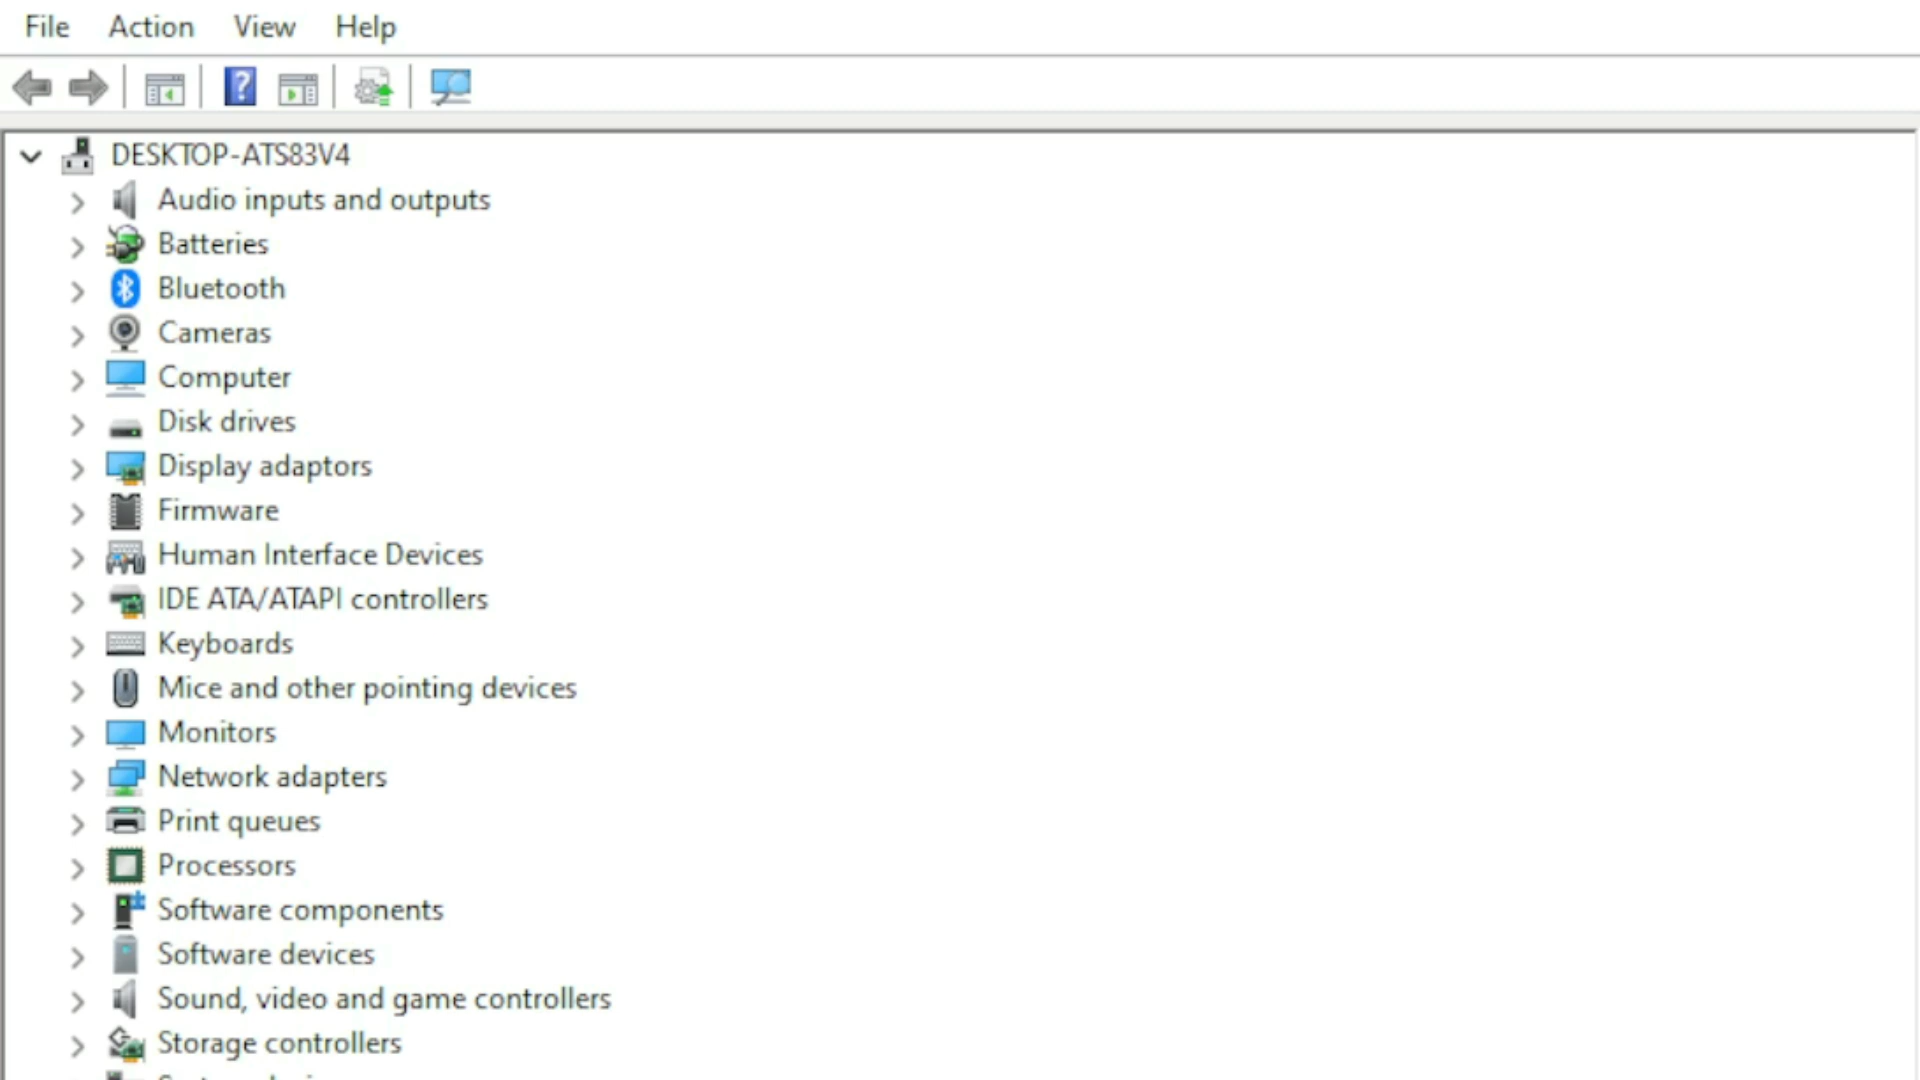 File Action View Help
DESKTOP-ATS83V4
Audio inputs and outputs
Batteries
Bluetooth
Cameras
Computer
Disk drives
Display adaptors
Firmware
Human Interface Devices
IDE ATA/ATAPI controllers
Keyboards
Mice and other pointing devices
Monitors
Network adapters
Print queues
Processors
Software components
Software devices
Sound, video and game controllers
Storage controllers